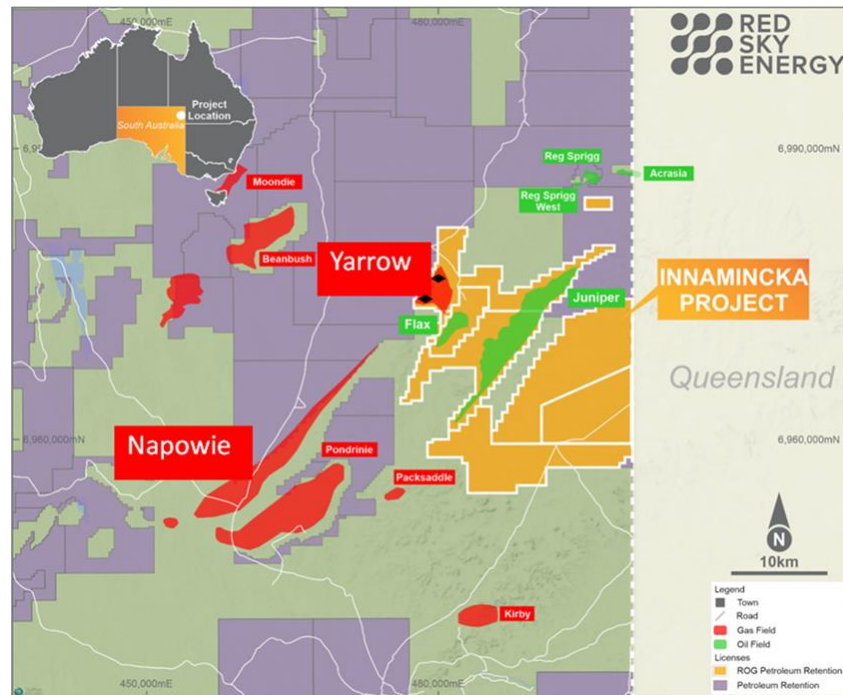 450,000mE
480,000mE
RED
SKY
ENERGY
Project
Location
South Australia
6,990,000mN
Reg Sprigg
Acrasia
Moondie
Reg Sprigg
West
Beanbush
Yarrow
INNAMINCKA
PROJECT
Juniper
Flax
Queensland
Napowie
6,960,000mN
6,960,000mN
Pondrinie
Packsaddle
N
10km
Kirby
Legend
Town
Road
Gas Field
Oil Field
Licenses
ROG Petroleum Retention
Petroleum Retention
450,000mE
480,000mE